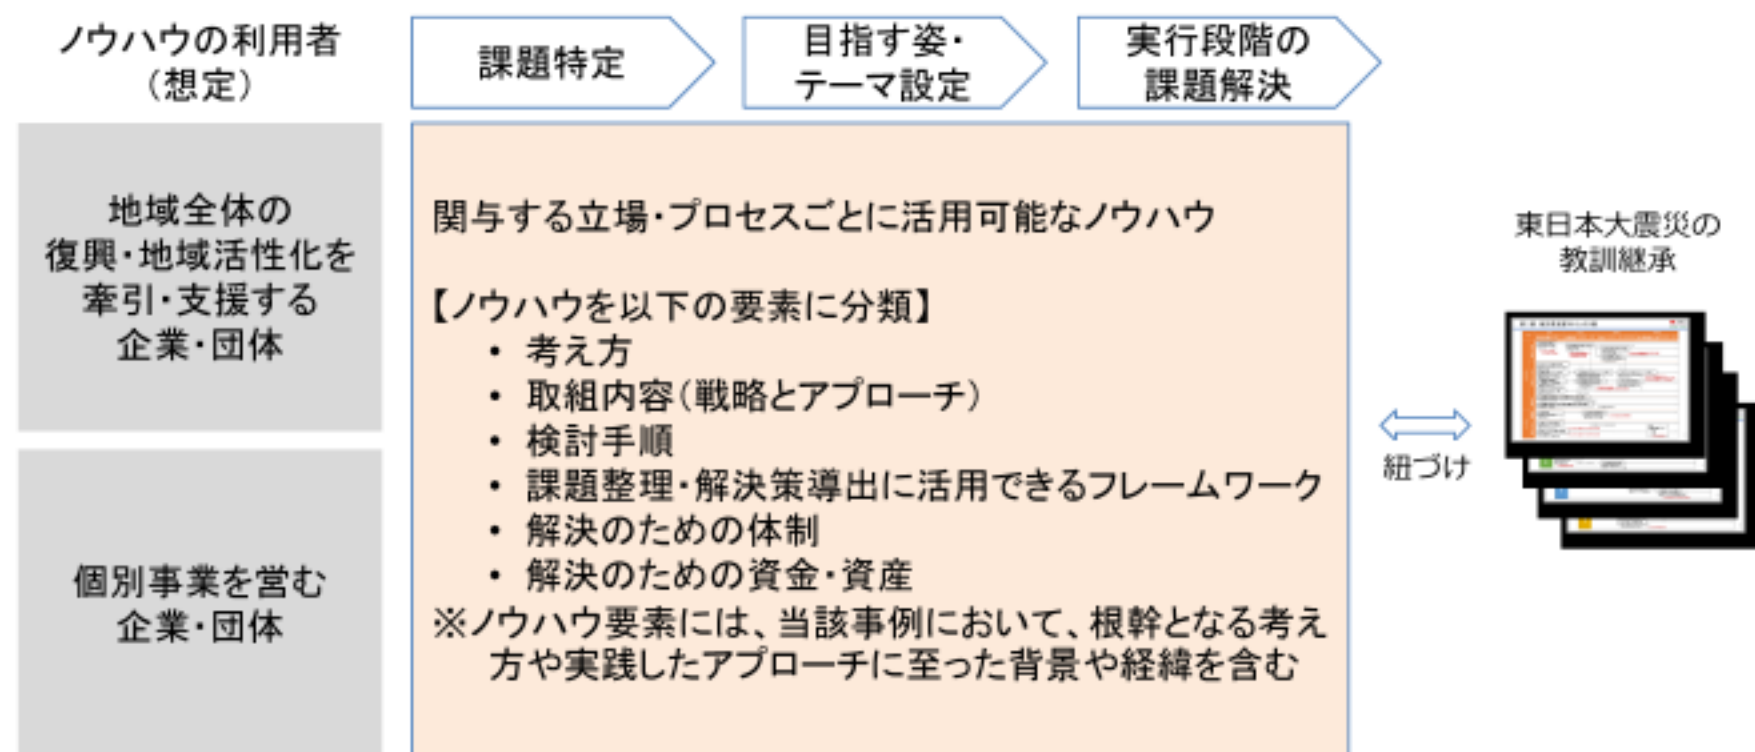 ノウハウの利用者
（想定）
課題特定
目指す姿・
テーマ設定
実行段階の
課題解決
地域全体の
復興・地域活性化を
牽引・支援する
企業・団体
個別事業を営む
企業・団体
関与する立場・プロセスごとに活用可能なノウハウ
【ノウハウを以下の要素に分類】
• 考え方
• 取組内容（戦略とアプローチ）
• 検討手順
• 課題整理・解決策導出に活用できるフレームワーク
• 解決のための体制
• 解決のための資金・資産
※ノウハウ要素には、当該事例において、根幹となる考え
方や実践したアプローチに至った背景や経緯を含む
紐づけ
東日本大震災の
教訓継承